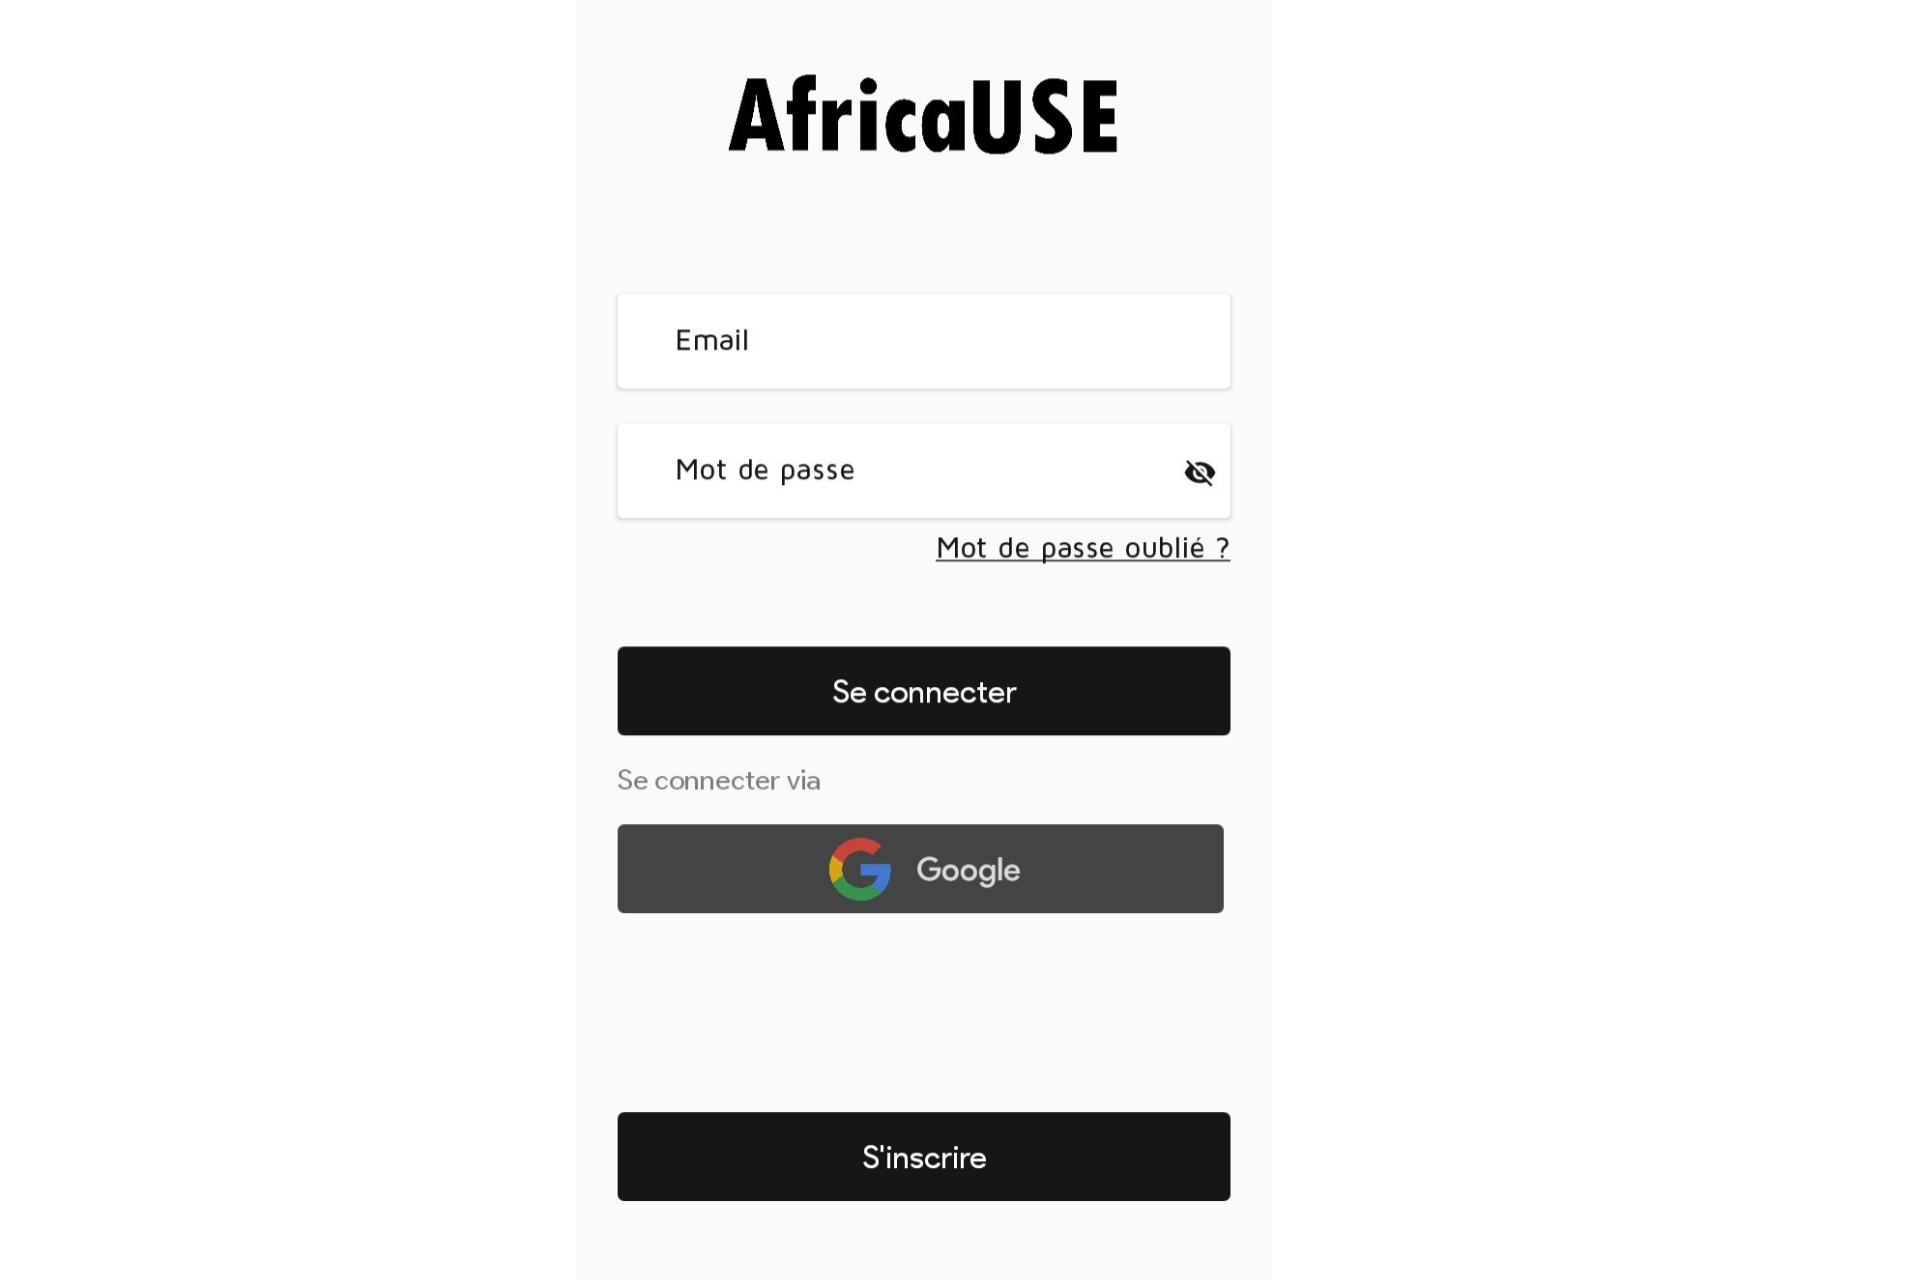 AfricaUSE
Email
Mot de passe
Mot de passe oublié ?
Se connecter
Se connecter via
Google
S'inscrire